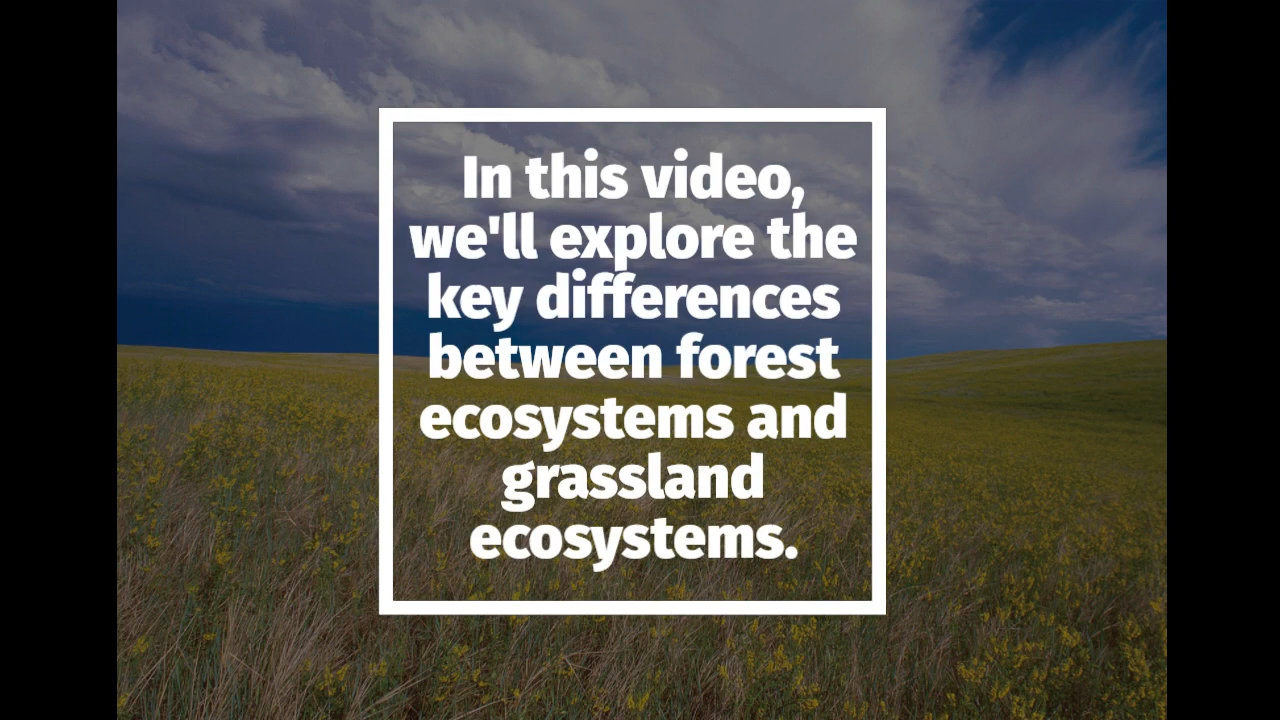 In this video,
we'll explore the
key differences
between forest
ecosystems and
grassland
ecosystems.